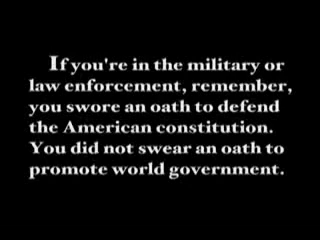 If you're in the military or
law enforcement, remember,
you swore an oath to defend
the American constitution.
You did not swear an oath to
promote world government.